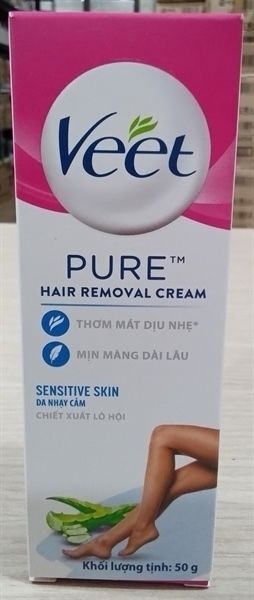 Veet
PURE™
HAIR REMOVAL CREAM
THƠM MÁT DỊU NHẸ*
MỊN MÀNG DÀI LÂU
SENSITIVE SKIN
DA NHẠY CẢM
CHIẾT XUẤT LÔ HỘI
Khối lượng tịnh: 50 g